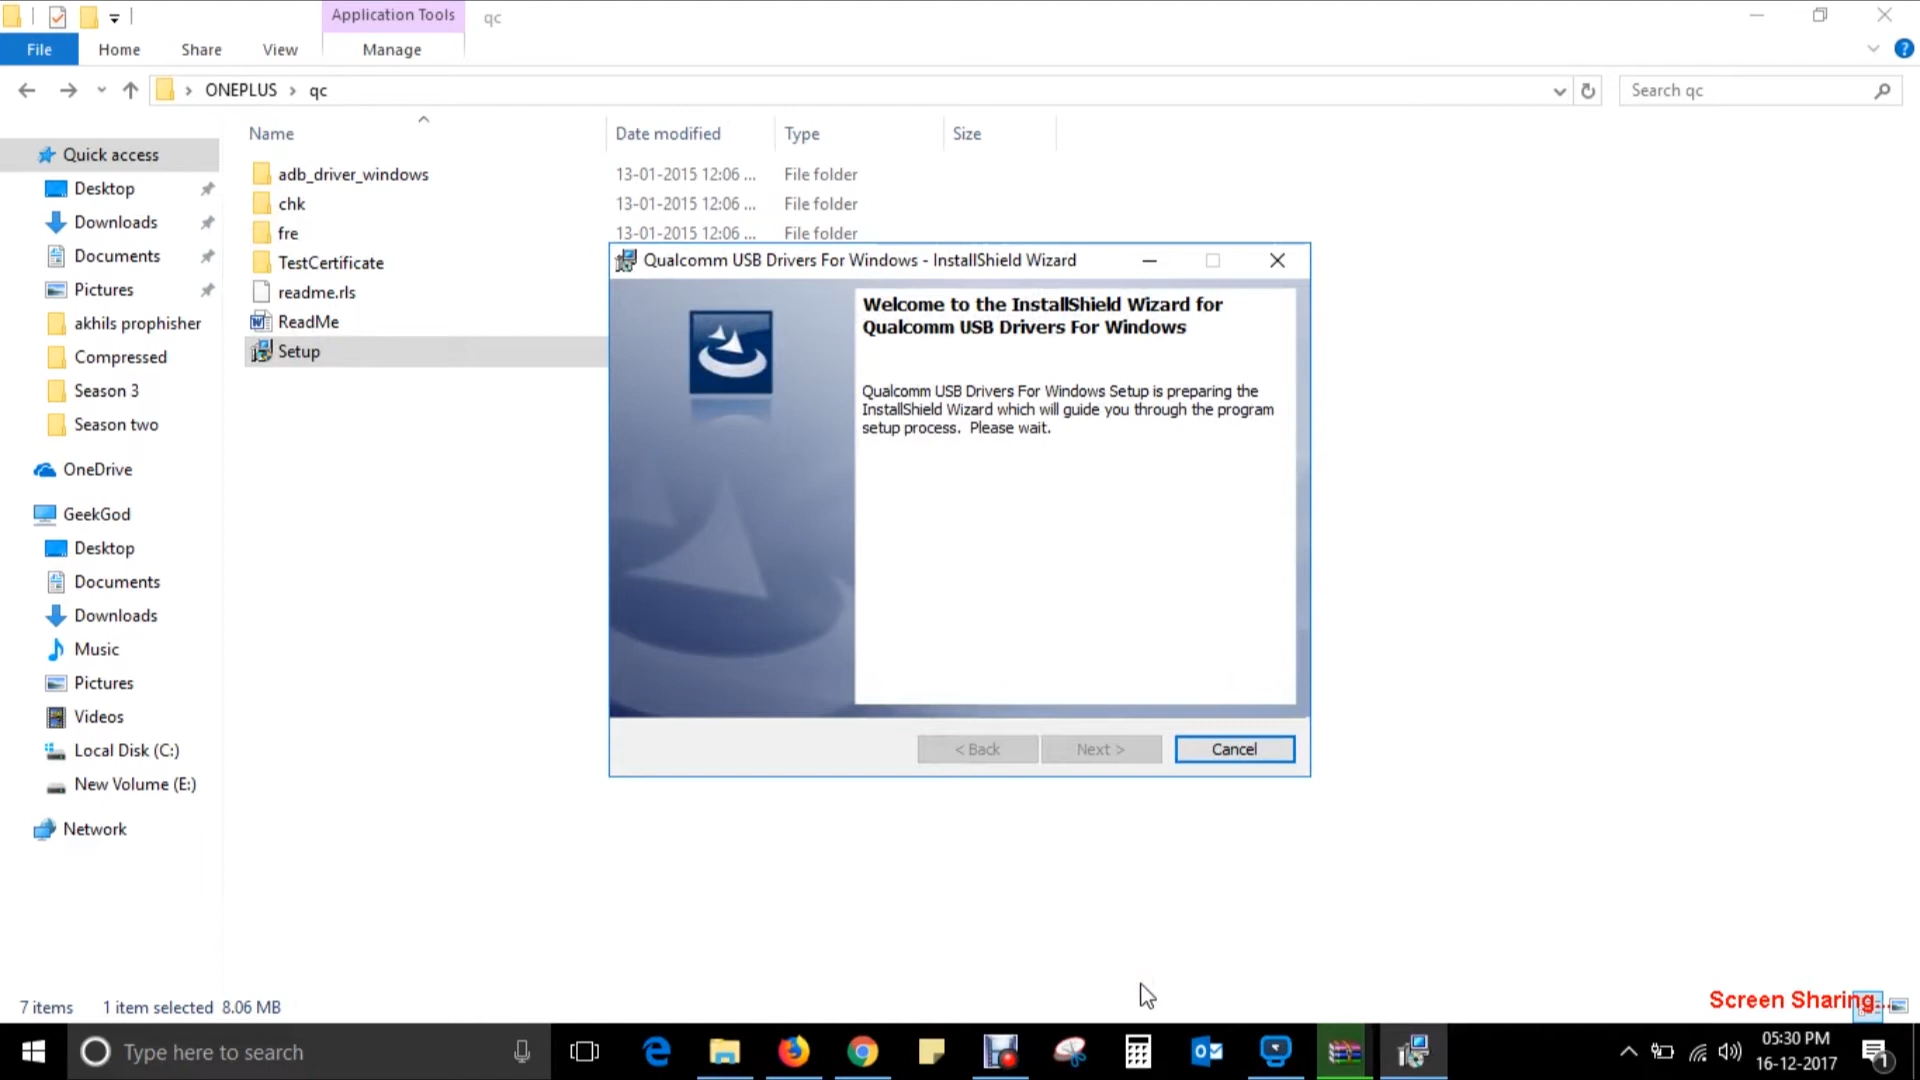 Application Tools
qc
File
Home
Share
View
Manage
ONEPLUS
qc
Search qc
Name
Date modified
Type
Size
Quick access
Desktop
Downloads
Documents
Pictures
akhils prophisher
Compressed
Season 3
Season two
OneDrive
GeekGod
Desktop
Documents
Downloads
Music
Pictures
Videos
Local Disk (C:)
New Volume (E:)
Network
adb_driver_windows 13-01-2015 12:06 ... File folder
chk 13-01-2015 12:06 ... File folder
fre 13-01-2015 12:06 ... File folder
TestCertificate
readme.rls
ReadMe
Setup
Qualcomm USB Drivers For Windows - InstallShield Wizard
Welcome to the InstallShield Wizard for
Qualcomm USB Drivers For Windows
Qualcomm USB Drivers For Windows Setup is preparing the
InstallShield Wizard which will guide you through the program
setup process. Please wait.
< Back
Next >
Cancel
7 items 1 item selected 8.06 MB
Screen Sharing...
Type here to search
05:30 PM
16-12-2017
1